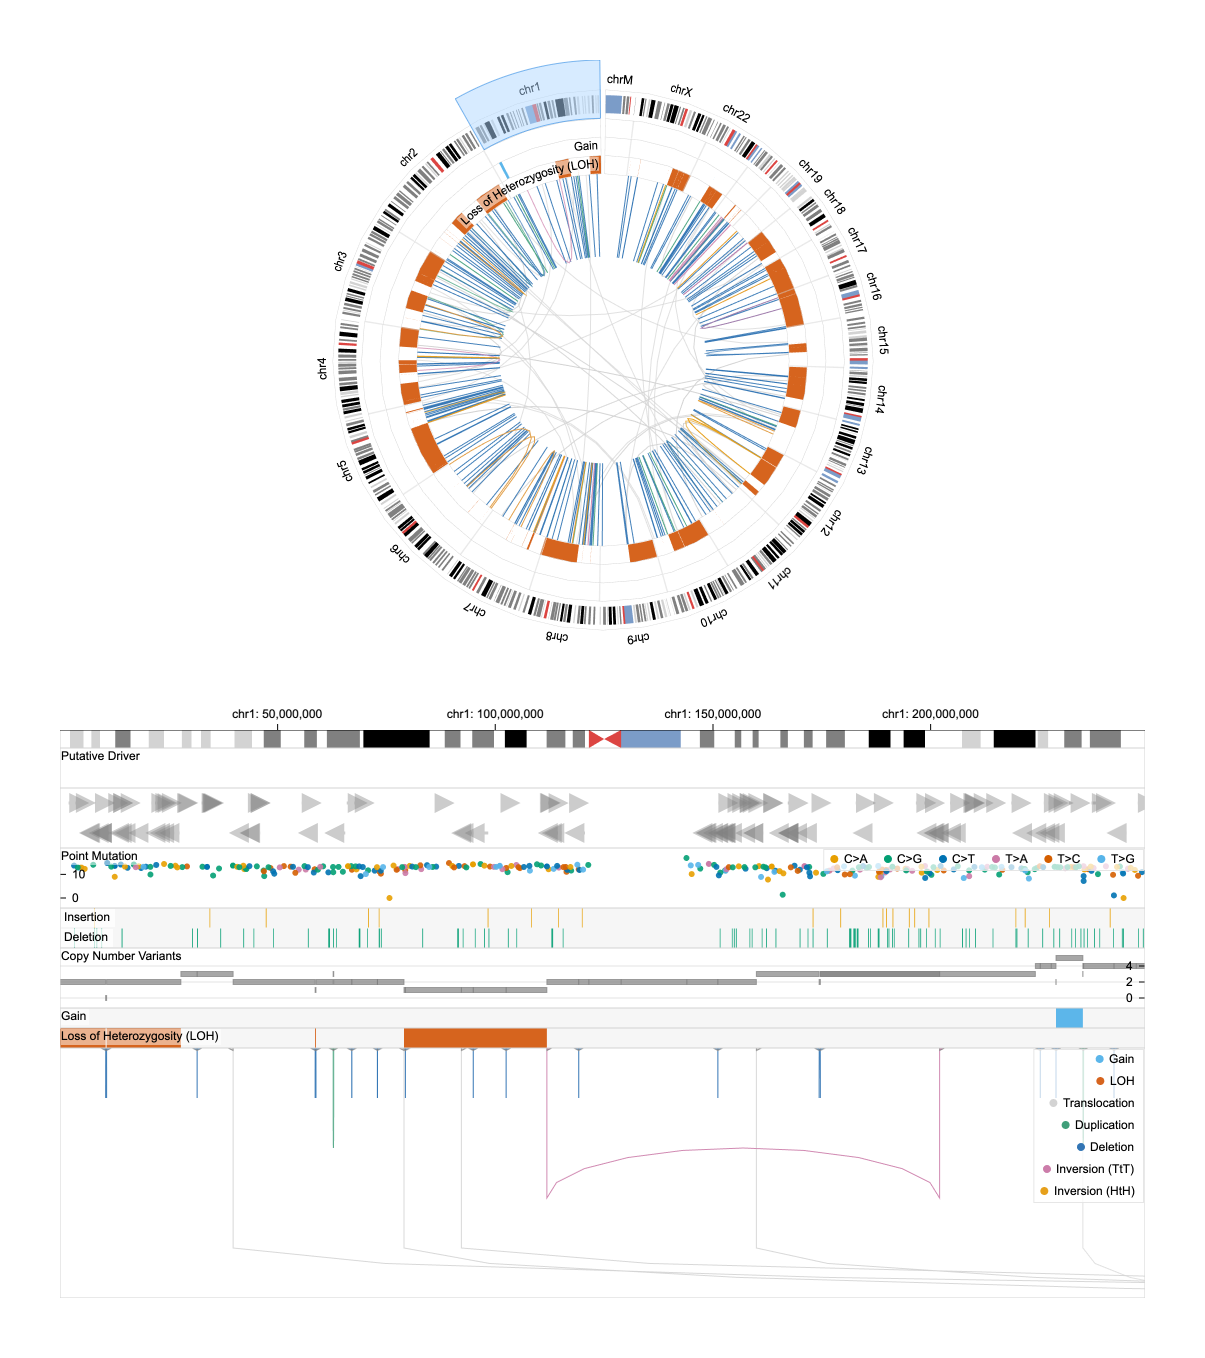 chr1
chrM
chrX
chr22
chr19
chr18
chr17
chr16
chr15
chr14
chr13
chr12
chr11
chr10
chr9
chr8
chr7
chr6
chr5
chr4
chr3
chr2
Gain
Loss of Heterozygosity (LOH)
chr1: 50,000,000 chr1: 100,000,000 chr1: 150,000,000 chr1: 200,000,000
Putative Driver
Point Mutation
C>A C>G C>T T>A T>C T>G
10
0
Insertion
Deletion
Copy Number Variants
4
2
0
Gain
Loss of Heterozygosity (LOH)
Gain
LOH
Translocation
Duplication
Deletion
Inversion (TtT)
Inversion (HtH)